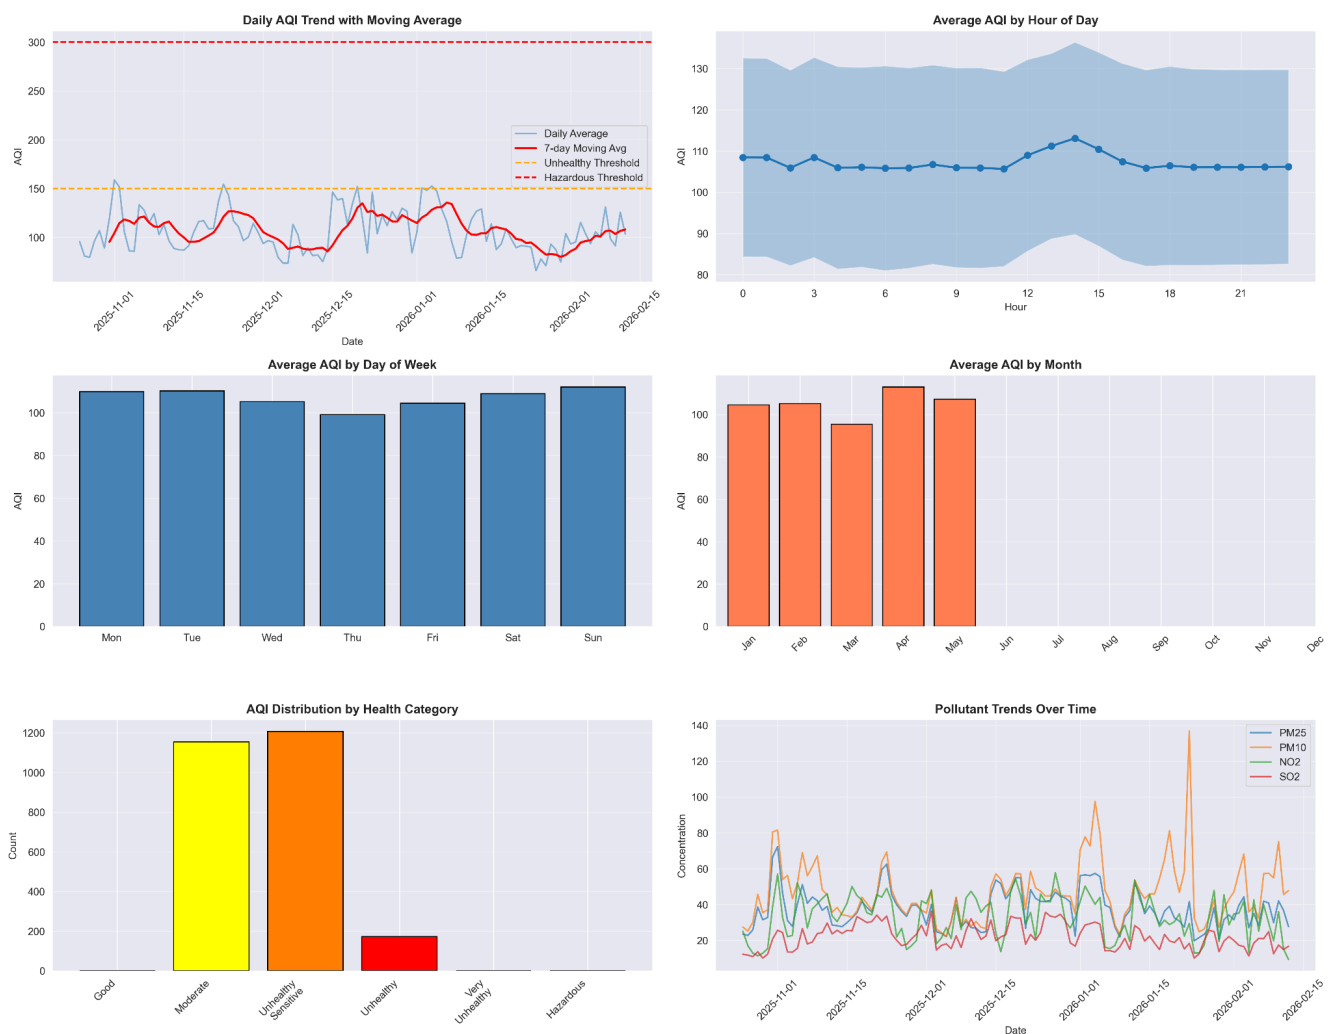 Daily AQI Trend with Moving Average
300
250
200
150
100
AQI
Daily Average
7-day Moving Avg
Unhealthy Threshold
Hazardous Threshold
2025-11-01
2025-11-15
2025-12-01
2025-12-15
2026-01-01
2026-01-15
2026-02-01
2026-02-15
Date
Average AQI by Hour of Day
130
120
110
100
90
80
AQI
0 3 6 9 12 15 18 21
Hour
Average AQI by Day of Week
100
80
60
40
20
0
AQI
Mon Tue Wed Thu Fri Sat Sun
Average AQI by Month
100
80
60
40
20
0
AQI
Jan Feb Mar Apr May Jun Jul Aug Sep Oct Nov Dec
AQI Distribution by Health Category
1200
1000
800
600
400
200
0
Count
Good
Moderate
Unhealthy
Sensitive
Unhealthy
Very
Unhealthy
Hazardous
Pollutant Trends Over Time
140
120
100
80
60
40
20
Concentration
PM25
PM10
NO2
SO2
2025-11-01
2025-11-15
2025-12-01
2025-12-15
2026-01-01
2026-01-15
2026-02-01
2026-02-15
Date